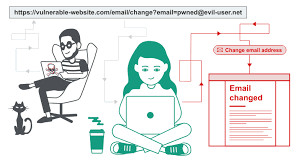 https://vulnerable-website.com/email/change?email=pwned@evil-user.net
Change email address
Email
changed